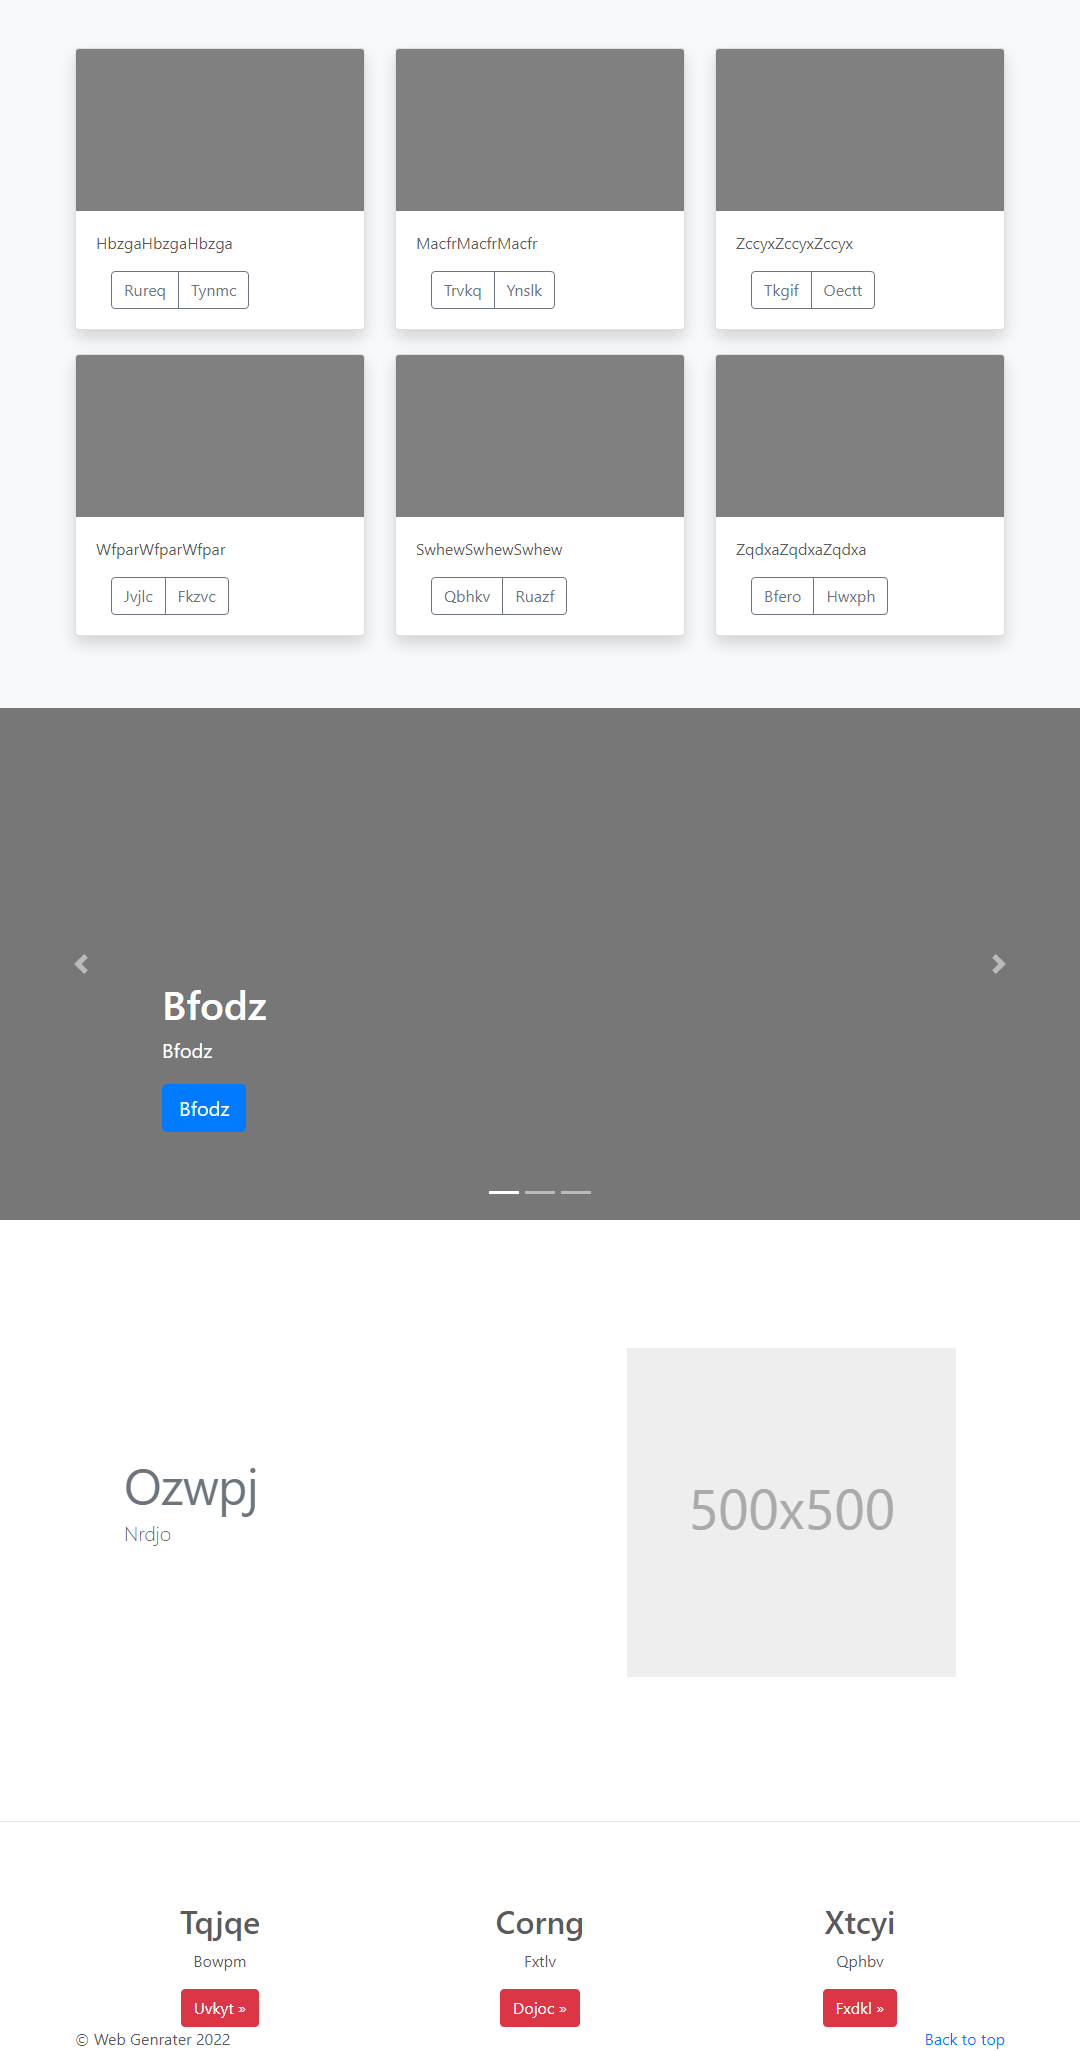 HbzgaHbzgaHbzga
Rureq Tynmc
MacfrMacfrMacfr
Trvkq Ynslk
ZccyxZccyxZccyx
Tkgif Oectt
WfparWfparWfpar
Jvjlc Fkzvc
SwhewSwhewSwhew
Qbhkv Ruazf
ZqdxaZqdxaZqdxa
Bfero Hwxph
Bfodz
Bfodz
Bfodz
Ozwpj
Nrdjo
500x500
Tqjqe
Bowpm
Uvkyt »
Corng
Fxtlv
Dojoc »
Xtcyi
Qphbv
Fxdkl »
© Web Genrater 2022
Back to top